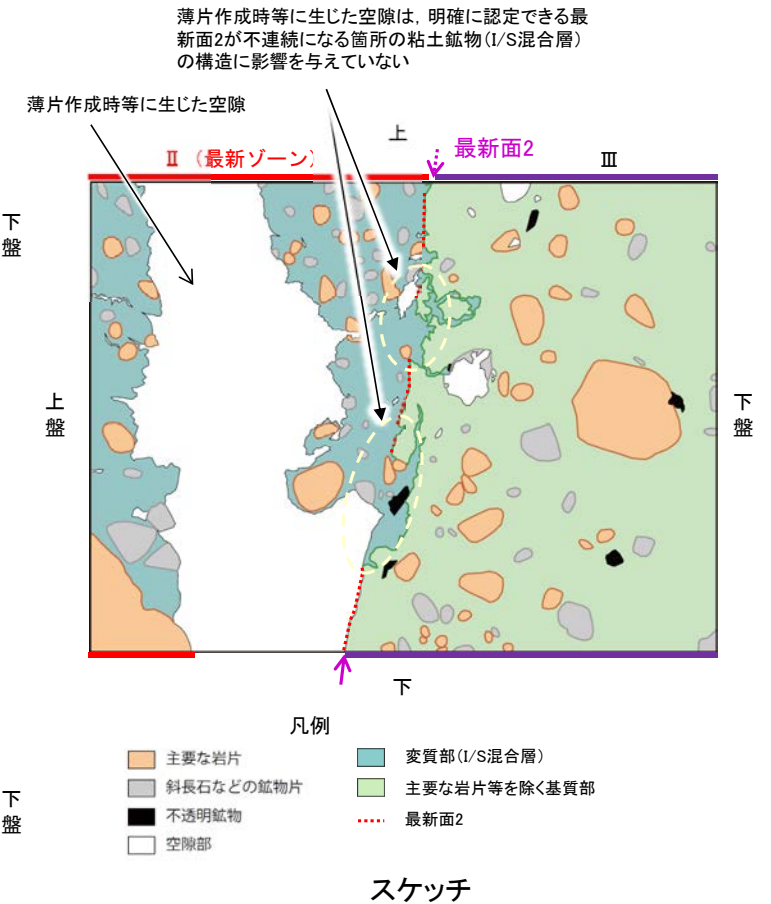 薄片作成時等に生じた空隙は，明確に認定できる最
新面2が不連続になる箇所の粘土鉱物(I/S混合層)
の構造に影響を与えていない
薄片作成時等に生じた空隙
上
最新面2
Ⅱ （最新ゾーン）
Ⅲ
下
盤
上
盤
下
盤
下
凡例
主要な岩片
斜長石などの鉱物片
不透明鉱物
空隙部
変質部(I/S混合層)
主要な岩片等を除く基質部
最新面2
下
盤
スケッチ